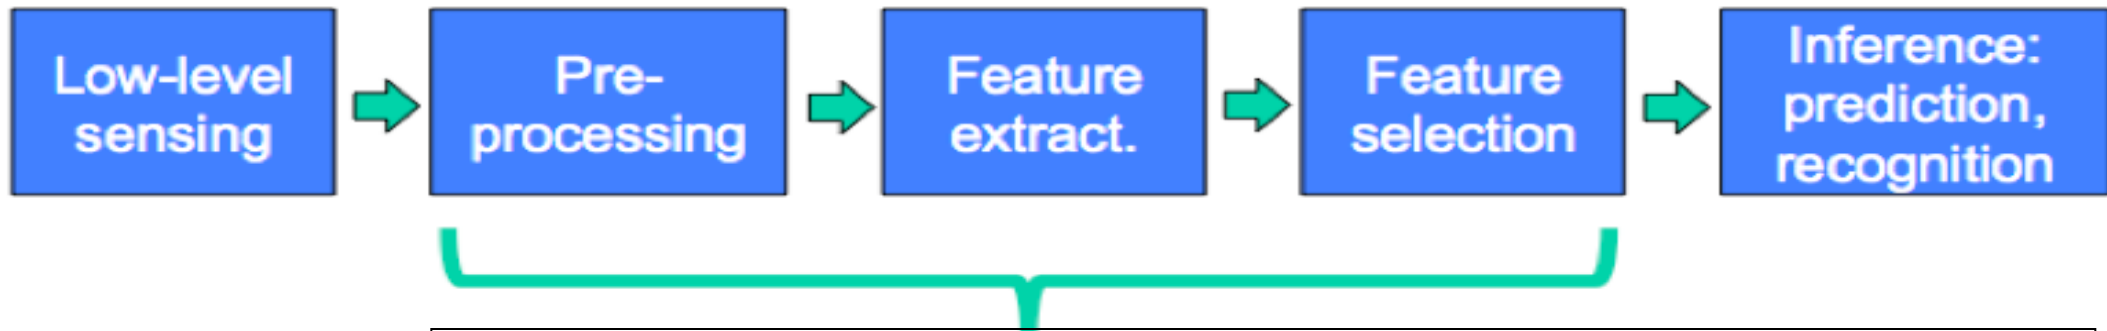 Low-level
sensing
Pre-
processing
Feature
extract.
Feature
selection
Inference:
prediction,
recognition